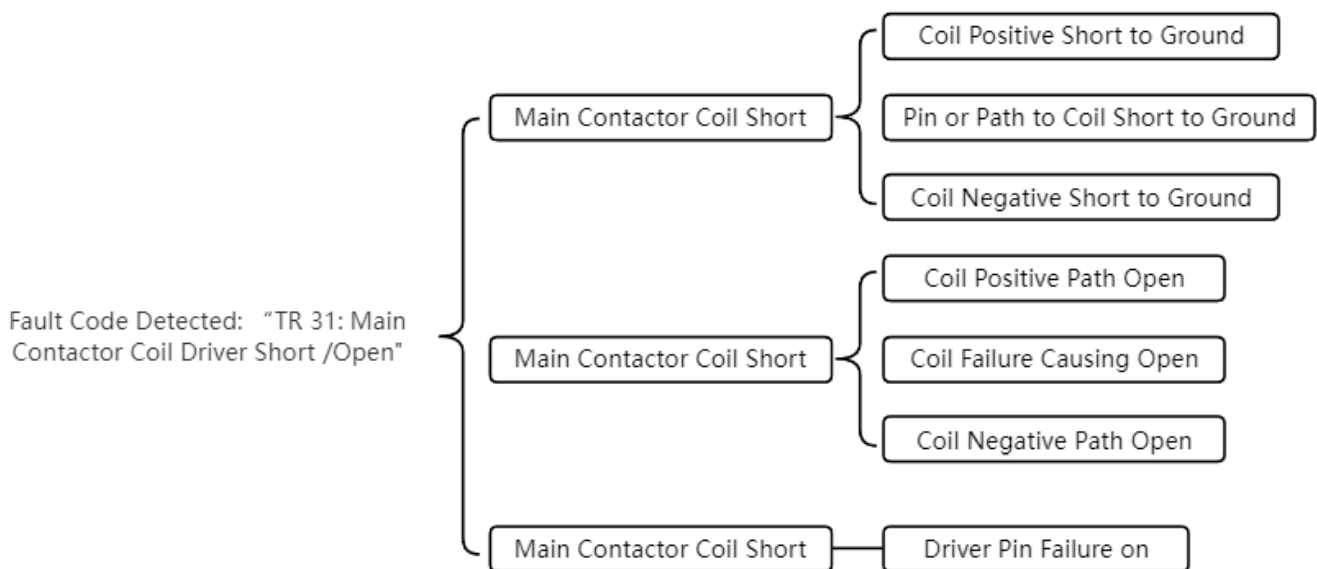 Fault Code Detected: “TR 31: Main
Contactor Coil Driver Short /Open"
Main Contactor Coil Short
Coil Positive Short to Ground
Pin or Path to Coil Short to Ground
Coil Negative Short to Ground
Main Contactor Coil Short
Coil Positive Path Open
Coil Failure Causing Open
Coil Negative Path Open
Main Contactor Coil Short
Driver Pin Failure on